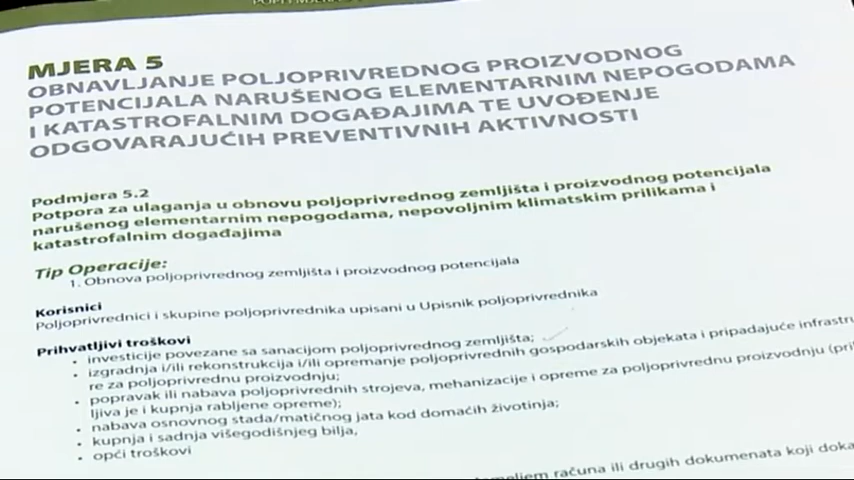 MJERA 5
OBNAVLJANJE POLJOPRIVREDNOG PROIZVODNOG
POTENCIJALA NARUŠENOG ELEMENTARNIM NEPOGODAMA
I KATASTROFALNIM DOGAĐAJIMA TE UVOĐENJE
ODGOVARAJUĆIH PREVENTIVNIH AKTIVNOSTI
Podmjera 5.2
Potpora za ulaganja u obnovu poljoprivrednog zemljišta i proizvodnog potencijala
narušenog elementarnim nepogodama, nepovoljnim klimatskim prilikama i
katastrofalnim događajima
Tip Operacije:
1. Obnova poljoprivrednog zemljišta i proizvodnog potencijala
Korisnici
Poljoprivrednici i skupine poljoprivrednika upisani u Upisnik poljoprivrednika
Prihvatljivi troškovi
• investicije povezane sa sanacijom poljoprivrednog zemljišta;
• izgradnja i/ili rekonstrukcija i/ili opremanje poljoprivrednih gospodarskih objekata i pripadajuće
re za poljoprivrednu proizvodnju;
• popravak ili nabava poljoprivrednih strojeva, mehanizacije i opreme za poljoprivrednu proizvodnju
ljiva je i kupnja rabljene opreme);
• nabava osnovnog stada/matičnog jata kod domaćih životinja;
• kupnja i sadnja višegodišnjeg bilja,
• opći troškovi
računa ili drugih dokumenata koji